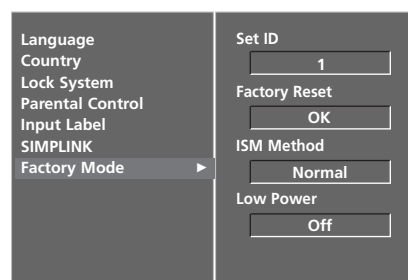 Language
Country
Lock System
Parental Control
Input Label
SIMPLINK
Factory Mode ►
Set ID
1
Factory Reset
OK
ISM Method
Normal
Low Power
Off